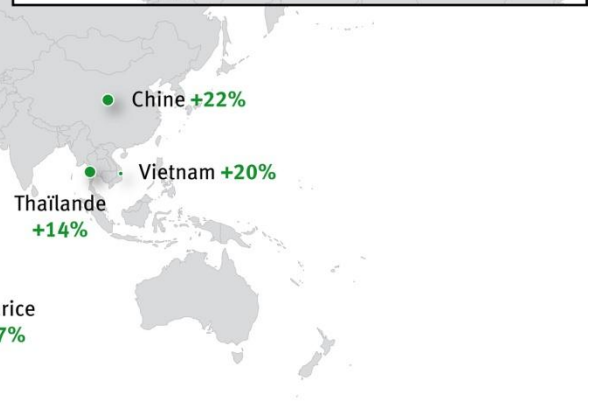 Chine +22%
Vietnam +20%
Thaïlande
+14%
rice
7%